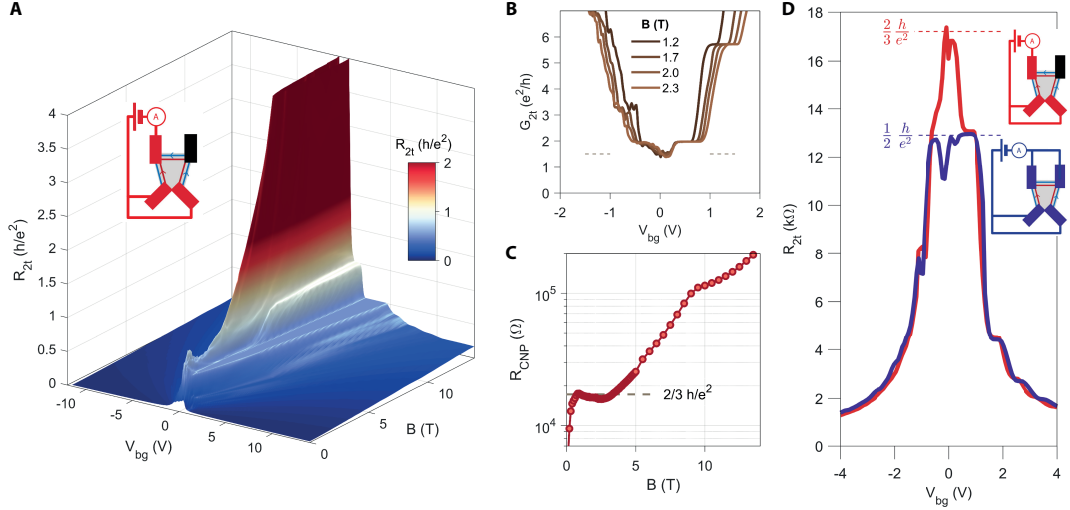 A
4
3.5
3
2.5
2
1.5
1
0.5
0
R2t (h/e2)
-10
-5
0
5
10
Vbg (V)
0
5
10
B (T)
A
R2t (h/e2)
2
1
0
B
6
5
4
3
2
1
0
G2t (e2/h)
B (T)
1.2
1.7
2.0
2.3
-2
-1
0
1
2
Vbg (V)
C
10^5
10^4
RCNP (Ω)
2/3 h/e2
0
5
10
B (T)
D
18
16
14
12
10
8
6
4
2
0
R2t (kΩ)
2/3 h/e2
1/2 h/e2
A
A
-4
-2
0
2
4
Vbg (V)